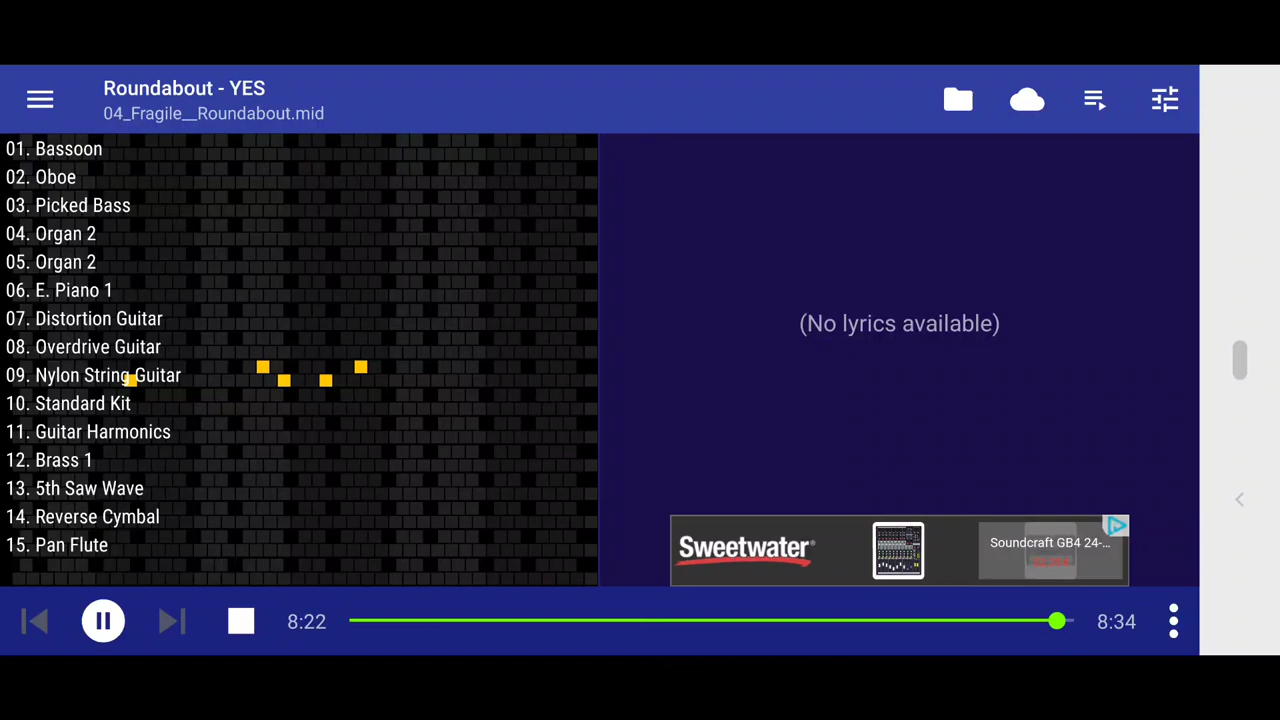 Roundabout - YES
04_Fragile__Roundabout.mid
01. Bassoon
02. Oboe
03. Picked Bass
04. Organ 2
05. Organ 2
06. E. Piano 1
07. Distortion Guitar
08. Overdrive Guitar
09. Nylon String Guitar
10. Standard Kit
11. Guitar Harmonics
12. Brass 1
13. 5th Saw Wave
14. Reverse Cymbal
15. Pan Flute
(No lyrics available)
Sweetwater
Soundcraft GB4 24-...
8:22
8:34